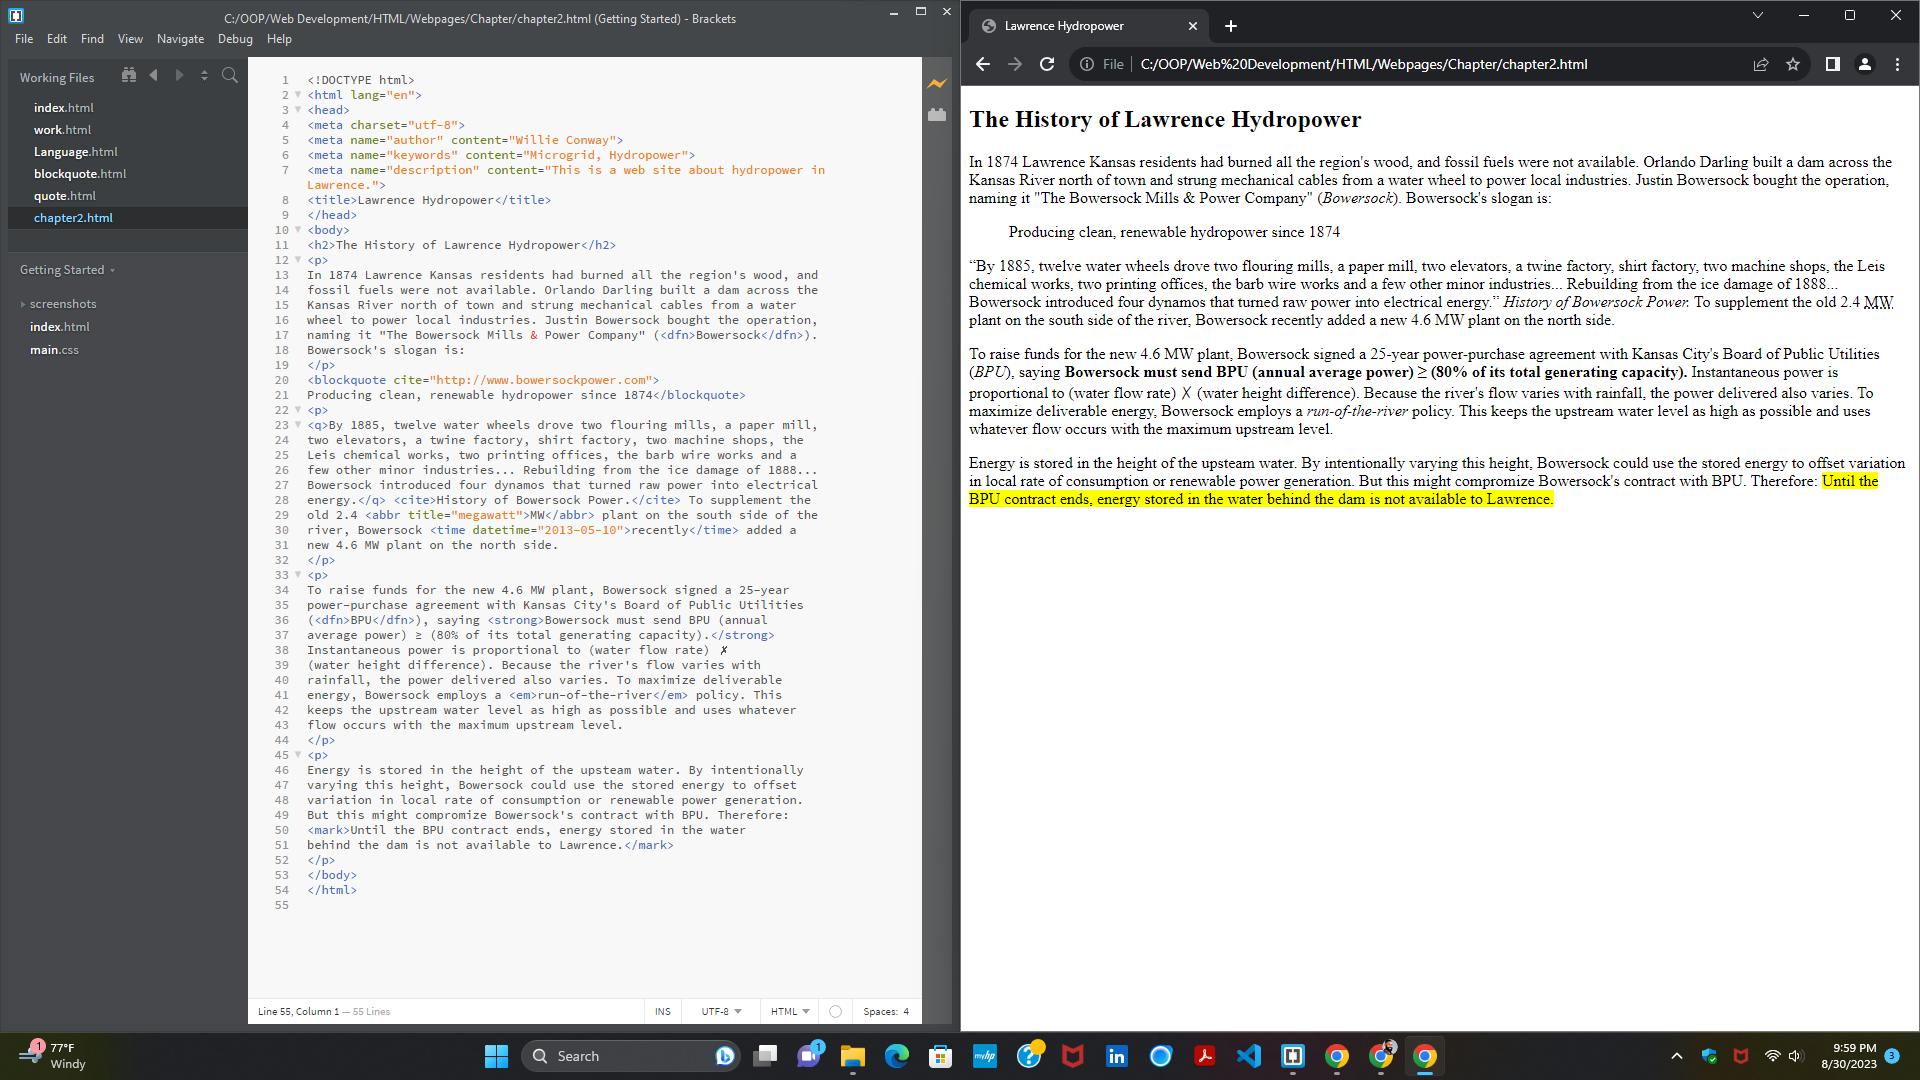 C:/OOP/Web Development/HTML/Webpages/Chapter/chapter2.html (Getting Started) - Brackets
File Edit Find View Navigate Debug Help
Working Files
index.html
work.html
Language.html
blockquote.html
quote.html
chapter2.html
Getting Started
screenshots
index.html
main.css
1 <!DOCTYPE html>
2 <html lang="en">
3 <head>
4 <meta charset="utf-8">
5 <meta name="author" content="Willie Conway">
6 <meta name="keywords" content="Microgrid, Hydropower">
7 <meta name="description" content="This is a web site about hydropower in
Lawrence.">
8 <title>Lawrence Hydropower</title>
9 </head>
10 <body>
11 <h2>The History of Lawrence Hydropower</h2>
12 <p>
13 In 1874 Lawrence Kansas residents had burned all the region's wood, and
14 fossil fuels were not available. Orlando Darling built a dam across the
15 Kansas River north of town and strung mechanical cables from a water
16 wheel to power local industries. Justin Bowersock bought the operation,
17 naming it "The Bowersock Mills & Power Company" (<dfn>Bowersock</dfn>).
18 Bowersock's slogan is:
19 </p>
20 <blockquote cite="http://www.bowersockpower.com">
21 Producing clean, renewable hydropower since 1874</blockquote>
22 <p>
23 <q>By 1885, twelve water wheels drove two flouring mills, a paper mill,
24 two elevators, a twine factory, shirt factory, two machine shops, the
25 Leis chemical works, two printing offices, the barb wire works and a
26 few other minor industries... Rebuilding from the ice damage of 1888...
27 Bowersock introduced four dynamos that turned raw power into electrical
28 energy.</q> <cite>History of Bowersock Power.</cite> To supplement the
29 old 2.4 <abbr title="megawatt">MW</abbr> plant on the south side of the
30 river, Bowersock <time datetime="2013-05-10">recently</time> added a
31 new 4.6 MW plant on the north side.
32 </p>
33 <p>
34 To raise funds for the new 4.6 MW plant, Bowersock signed a 25-year
35 power-purchase agreement with Kansas City's Board of Public Utilities
36 (<dfn>BPU</dfn>), saying <strong>Bowersock must send BPU (annual
37 average power) ≥ (80% of its total generating capacity).</strong>
38 Instantaneous power is proportional to (water flow rate) ✗
39 (water height difference). Because the river's flow varies with
40 rainfall, the power delivered also varies. To maximize deliverable
41 energy, Bowersock employs a <em>run-of-the-river</em> policy. This
42 keeps the upstream water level as high as possible and uses whatever
43 flow occurs with the maximum upstream level.
44 </p>
45 <p>
46 Energy is stored in the height of the upsteam water. By intentionally
47 varying this height, Bowersock could use the stored energy to offset
48 variation in local rate of consumption or renewable power generation.
49 But this might compromize Bowersock's contract with BPU. Therefore:
50 <mark>Until the BPU contract ends, energy stored in the water
51 behind the dam is not available to Lawrence.</mark>
52 </p>
53 </body>
54 </html>
55
Line 55, Column 1 — 55 Lines
INS UTF-8 HTML Spaces: 4
Lawrence Hydropower
File C:/OOP/Web%20Development/HTML/Webpages/Chapter/chapter2.html
The History of Lawrence Hydropower
In 1874 Lawrence Kansas residents had burned all the region's wood, and fossil fuels were not available. Orlando Darling built a dam across the
Kansas River north of town and strung mechanical cables from a water wheel to power local industries. Justin Bowersock bought the operation,
naming it "The Bowersock Mills & Power Company" (Bowersock). Bowersock's slogan is:
Producing clean, renewable hydropower since 1874
“By 1885, twelve water wheels drove two flouring mills, a paper mill, two elevators, a twine factory, shirt factory, two machine shops, the Leis
chemical works, two printing offices, the barb wire works and a few other minor industries... Rebuilding from the ice damage of 1888...
Bowersock introduced four dynamos that turned raw power into electrical energy.” History of Bowersock Power. To supplement the old 2.4 MW
plant on the south side of the river, Bowersock recently added a new 4.6 MW plant on the north side.
To raise funds for the new 4.6 MW plant, Bowersock signed a 25-year power-purchase agreement with Kansas City's Board of Public Utilities
(BPU), saying Bowersock must send BPU (annual average power) ≥ (80% of its total generating capacity). Instantaneous power is
proportional to (water flow rate) ✗ (water height difference). Because the river's flow varies with rainfall, the power delivered also varies. To
maximize deliverable energy, Bowersock employs a run-of-the-river policy. This keeps the upstream water level as high as possible and uses
whatever flow occurs with the maximum upstream level.
Energy is stored in the height of the upsteam water. By intentionally varying this height, Bowersock could use the stored energy to offset variation
in local rate of consumption or renewable power generation. But this might compromize Bowersock's contract with BPU. Therefore: Until the
BPU contract ends, energy stored in the water behind the dam is not available to Lawrence.
1
77°F
Windy
Search
1
myhp
in
9:59 PM
8/30/2023
3